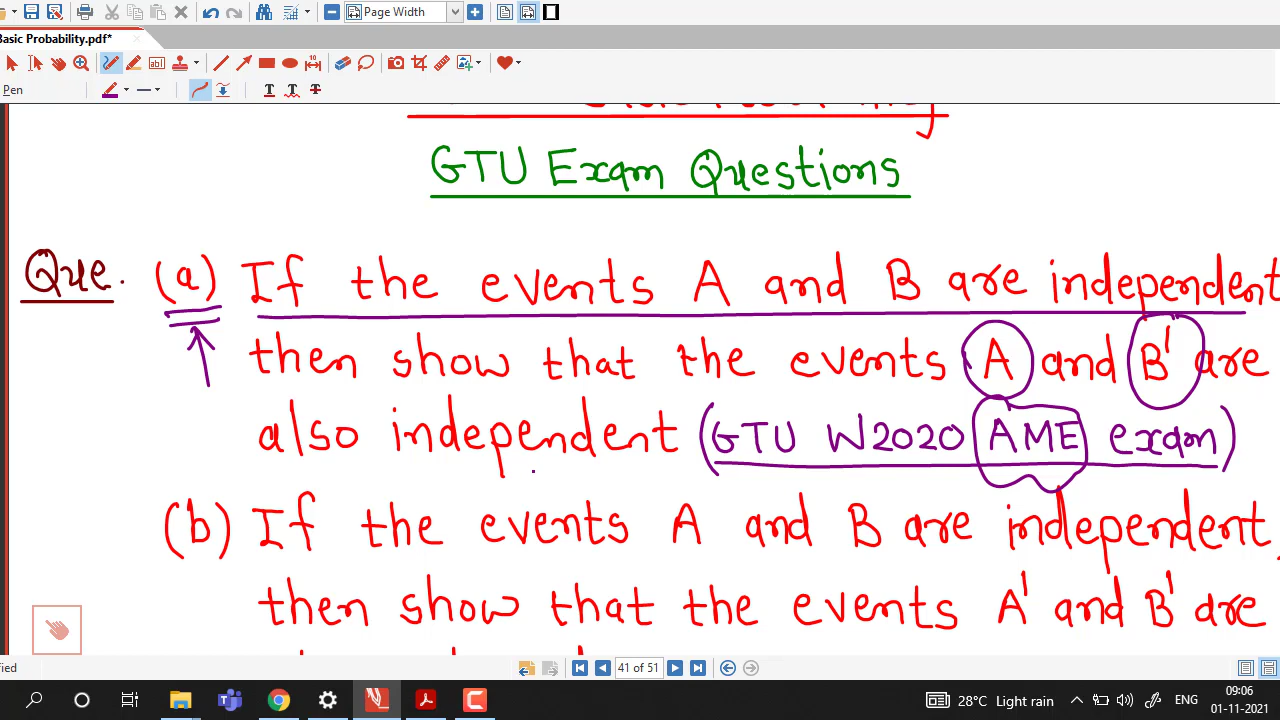 Page Width
Basic Probability.pdf*
Pen
GTU Exam Questions
Que. (a) If the events A and B are independent
then show that the events A and B' are
also independent (GTU W2020 AME exam)
(b) If the events A and B are independent,
then show that the events A' and B' are
41 of 51
28°C Light rain
ENG
09:06
01-11-2021